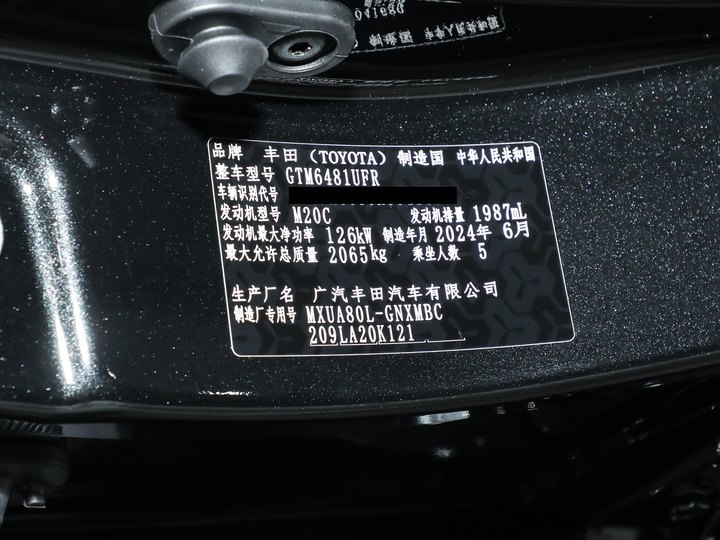 品牌 丰田（TOYOTA） 制造国 中华人民共和国
整车型号 GTM6481UFR
车辆识别代号
发动机型号 M20C 发动机排量 1987mL
发动机最大净功率 126kW 制造年月 2024年 6月
最大允许总质量 2065kg 乘坐人数 5
生产厂名 广汽丰田汽车有限公司
制造厂专用号 MXUA80L-GNXMBC
209LA20K121